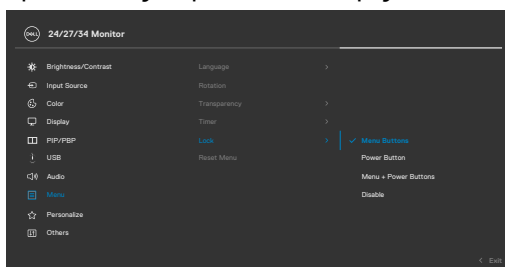 DELL 24/27/34 Monitor
Brightness/Contrast Language >
Input Source Rotation
Color Transparency >
Display Timer >
PIP/PBP Lock > ✓ Menu Buttons
USB Reset Menu Power Button
Audio Menu + Power Buttons
Menu Disable
Personalize
Others
< Exit